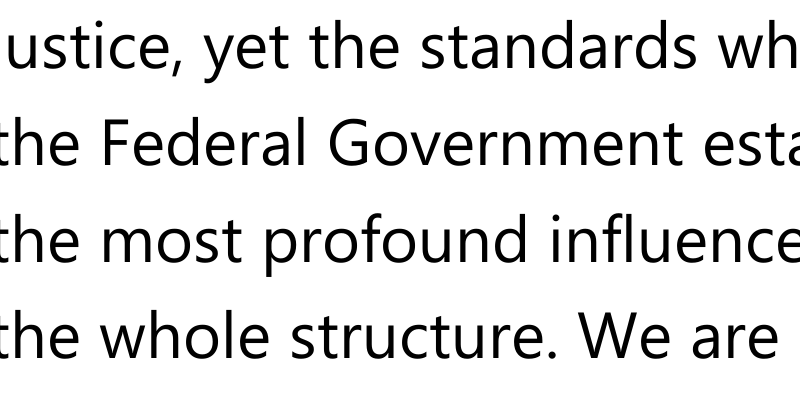 ustice, yet the standards wh
the Federal Government esta
the most profound influence
the whole structure. We are